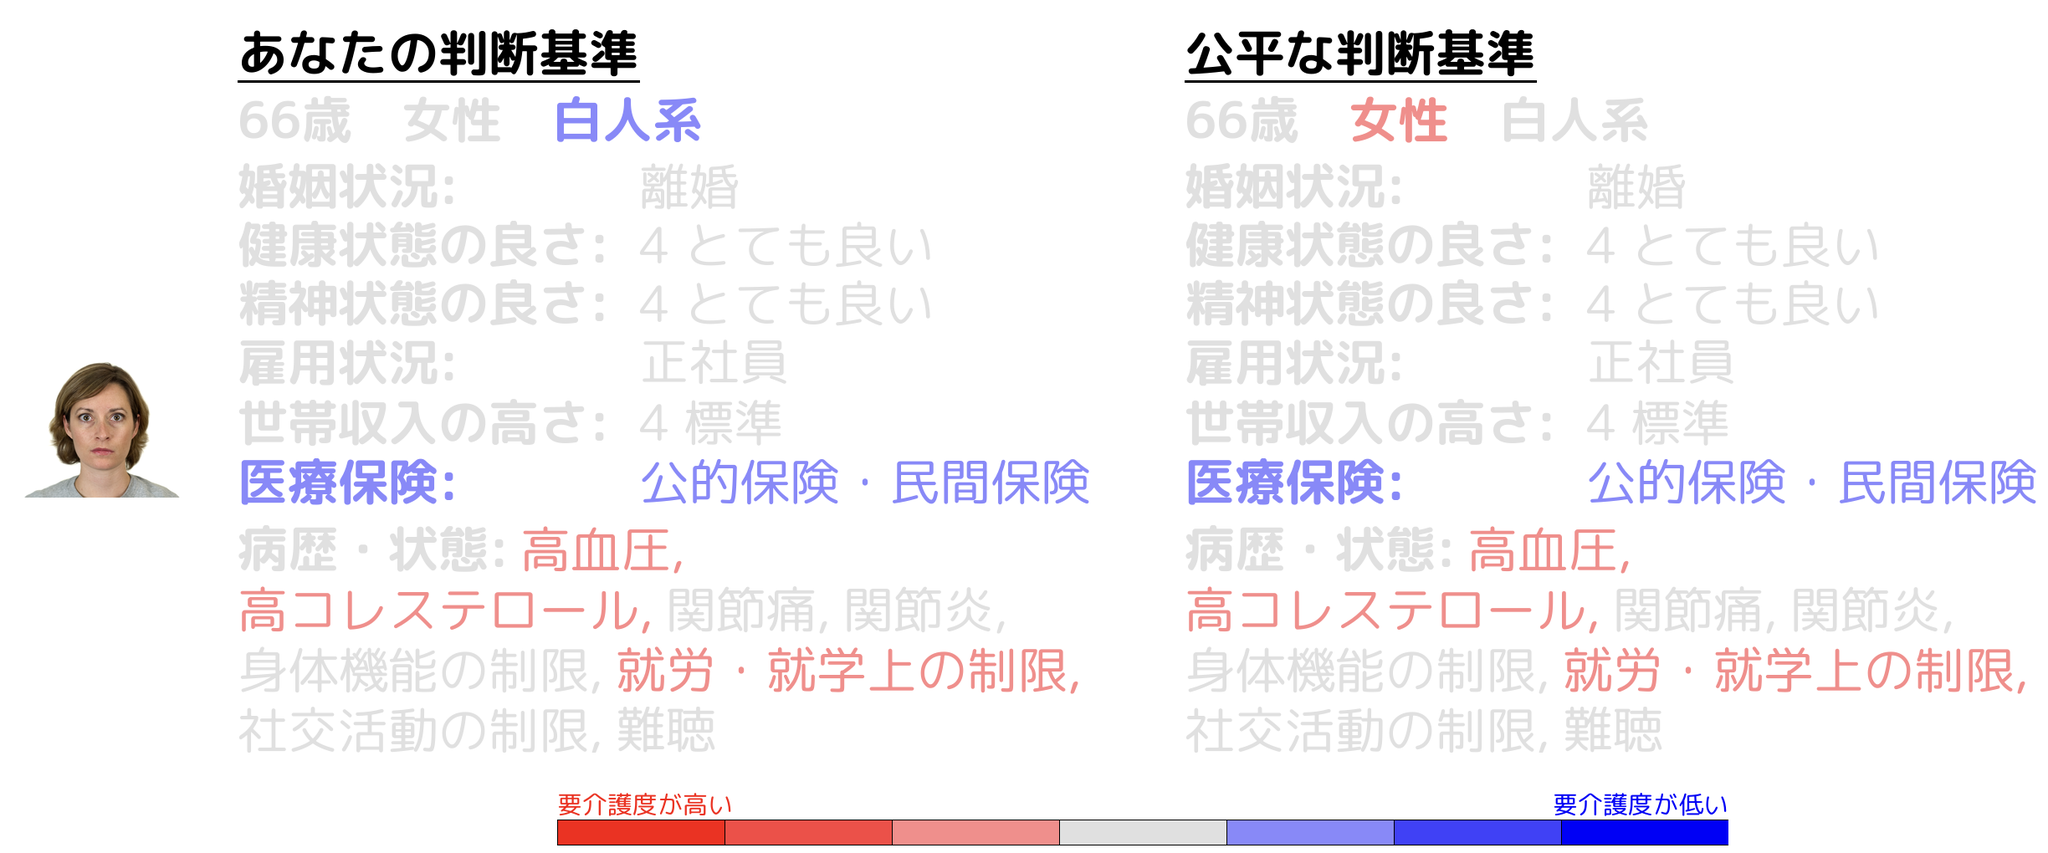 あなたの判断基準
66歳 女性 白人系
婚姻状況: 離婚
健康状態の良さ: 4 とても良い
精神状態の良さ: 4 とても良い
雇用状況: 正社員
世帯収入の高さ: 4 標準
医療保険: 公的保険・民間保険
病歴・状態: 高血圧,
高コレステロール, 関節痛, 関節炎,
身体機能の制限, 就労・就学上の制限,
社交活動の制限, 難聴
公平な判断基準
66歳 女性 白人系
婚姻状況: 離婚
健康状態の良さ: 4 とても良い
精神状態の良さ: 4 とても良い
雇用状況: 正社員
世帯収入の高さ: 4 標準
医療保険: 公的保険・民間保険
病歴・状態: 高血圧,
高コレステロール, 関節痛, 関節炎,
身体機能の制限, 就労・就学上の制限,
社交活動の制限, 難聴
要介護度が高い
要介護度が低い